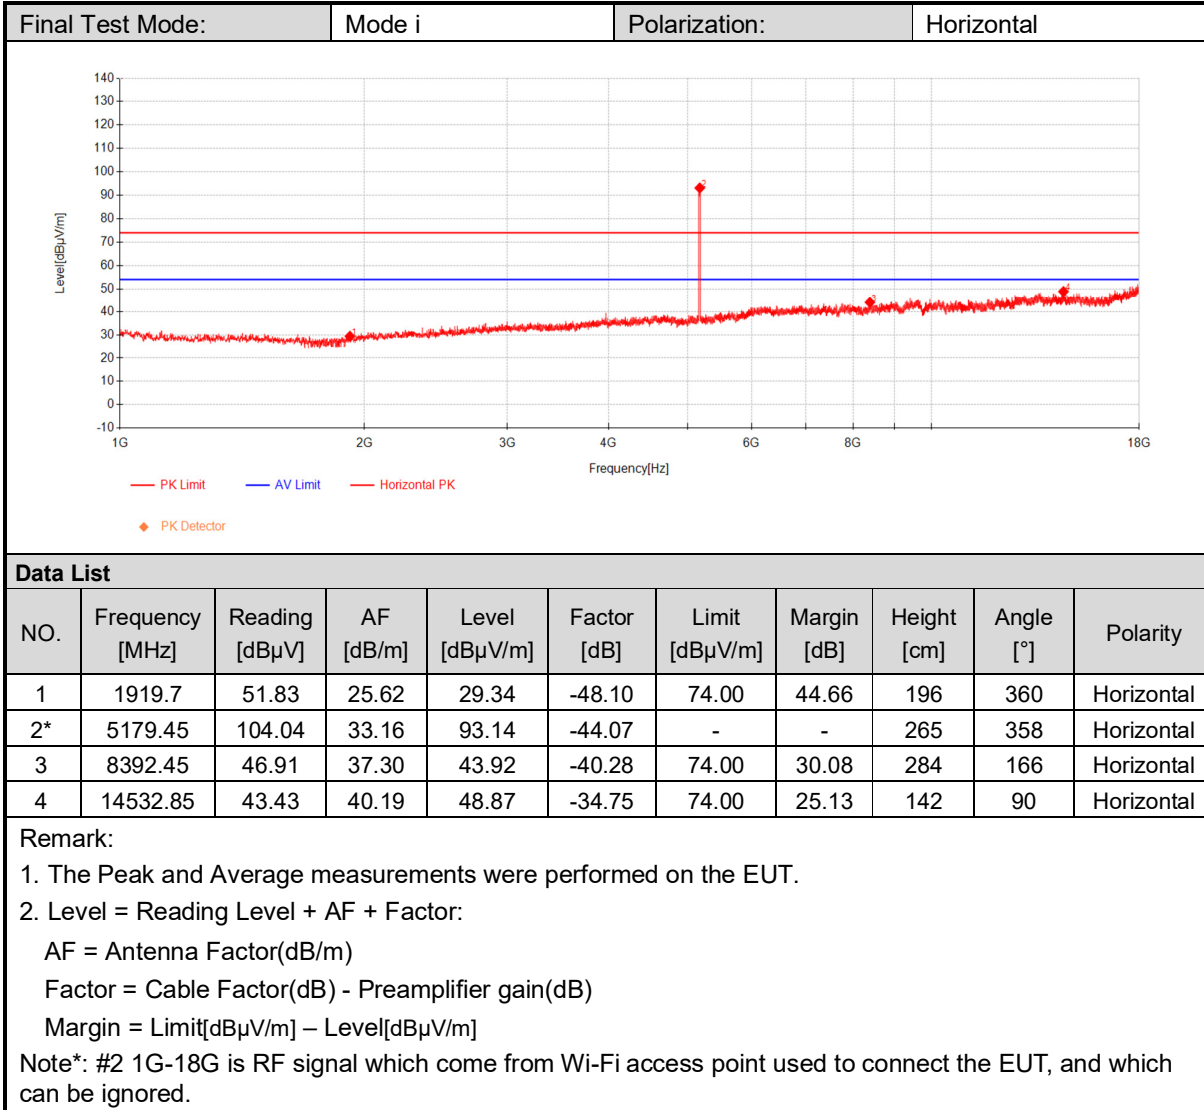 Final Test Mode: Mode i Polarization: Horizontal
140
130
120
110
100
90
80
70
60
50
40
30
20
10
0
-10
Level[dBµV/m]
1
2
3
4
1G 2G 3G 4G 6G 8G 18G
Frequency[Hz]
PK Limit AV Limit Horizontal PK
PK Detector
Data List
NO. Frequency [MHz] Reading [dBµV] AF [dB/m] Level [dBµV/m] Factor [dB] Limit [dBµV/m] Margin [dB] Height [cm] Angle [°] Polarity
1 1919.7 51.83 25.62 29.34 -48.10 74.00 44.66 196 360 Horizontal
2* 5179.45 104.04 33.16 93.14 -44.07 - - 265 358 Horizontal
3 8392.45 46.91 37.30 43.92 -40.28 74.00 30.08 284 166 Horizontal
4 14532.85 43.43 40.19 48.87 -34.75 74.00 25.13 142 90 Horizontal
Remark:
1. The Peak and Average measurements were performed on the EUT.
2. Level = Reading Level + AF + Factor:
AF = Antenna Factor(dB/m)
Factor = Cable Factor(dB) - Preamplifier gain(dB)
Margin = Limit[dBµV/m] – Level[dBµV/m]
Note*: #2 1G-18G is RF signal which come from Wi-Fi access point used to connect the EUT, and which
can be ignored.